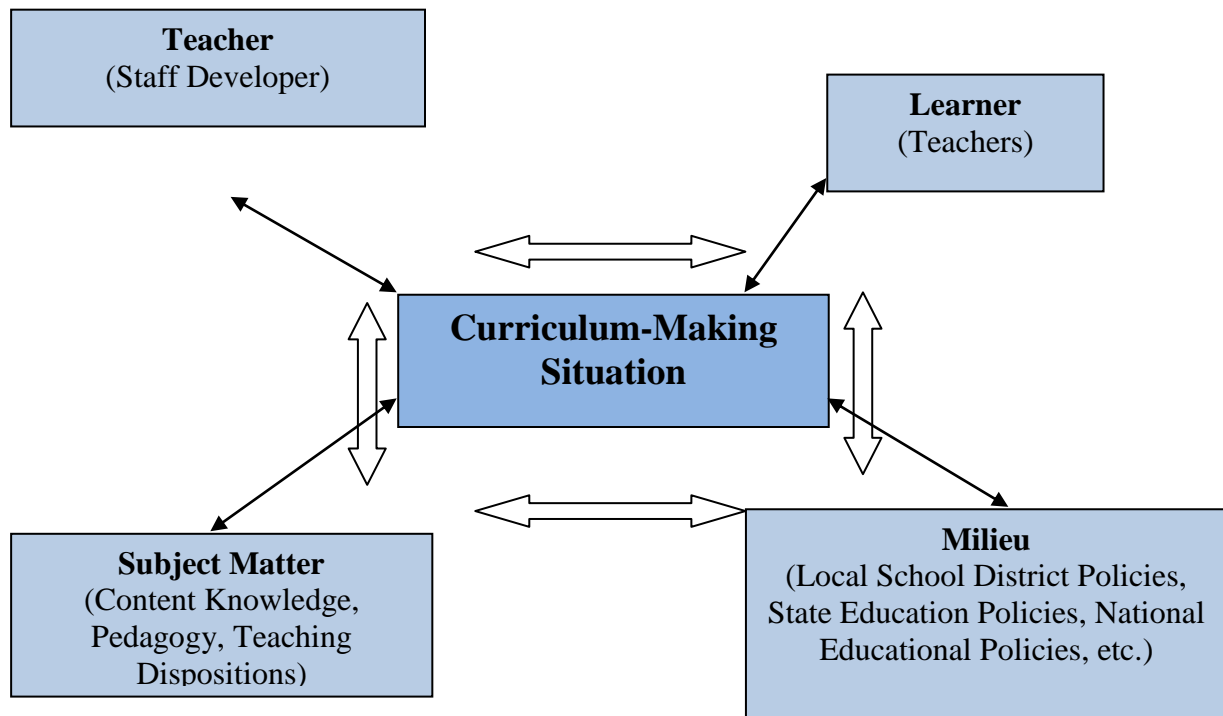 Teacher
(Staff Developer)
Learner
(Teachers)
Curriculum-Making
Situation
Subject Matter
(Content Knowledge,
Pedagogy, Teaching
Dispositions)
Milieu
(Local School District Policies,
State Education Policies, National
Educational Policies, etc.)